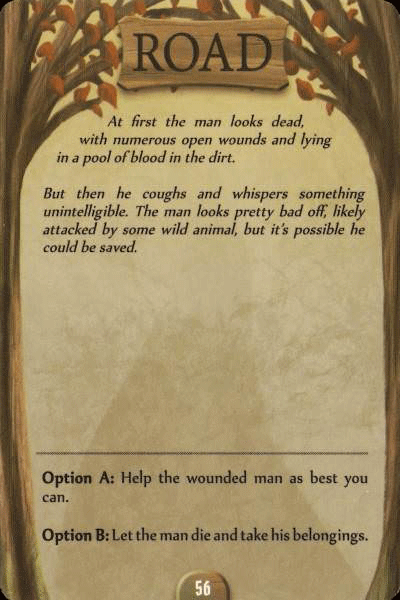 ROAD
At first the man looks dead,
with numerous open wounds and lying
in a pool of blood in the dirt.
But then he coughs and whispers something
unintelligible. The man looks pretty bad off, likely
attacked by some wild animal, but it's possible he
could be saved.
Option A: Help the wounded man as best you
can.
Option B: Let the man die and take his belongings.
56